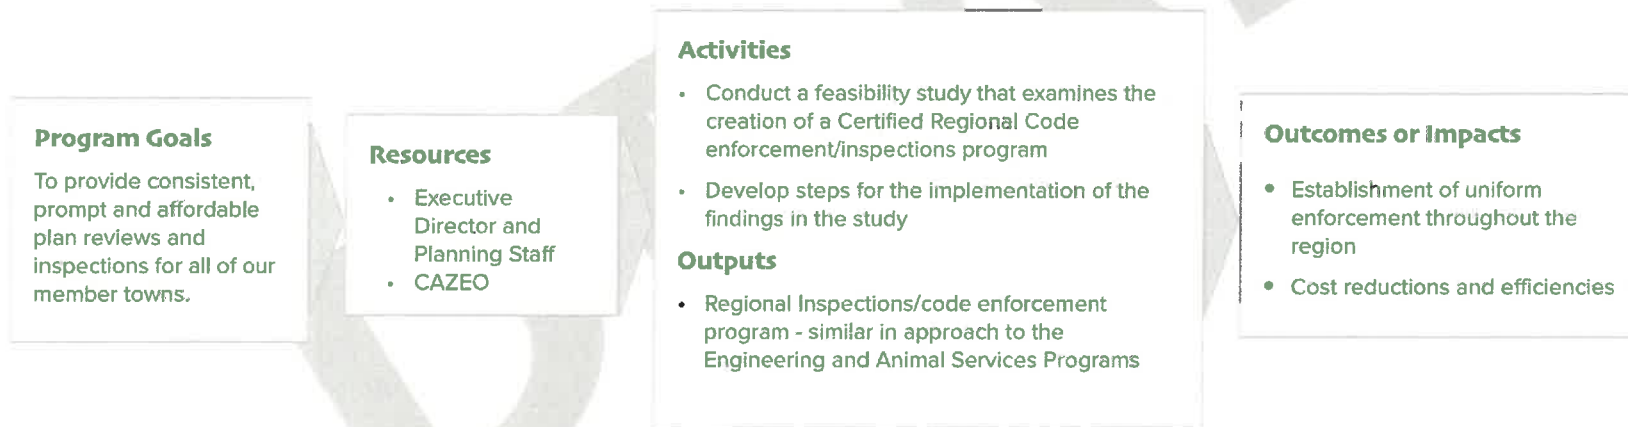 Program Goals
To provide consistent,
prompt and affordable
plan reviews and
inspections for all of our
member towns.
Resources
• Executive
Director and
Planning Staff
• CAZEO
Activities
• Conduct a feasibility study that examines the
creation of a Certified Regional Code
enforcement/inspections program
• Develop steps for the implementation of the
findings in the study
Outputs
• Regional Inspections/code enforcement
program - similar in approach to the
Engineering and Animal Services Programs
Outcomes or Impacts
• Establishment of uniform
enforcement throughout the
region
• Cost reductions and efficiencies